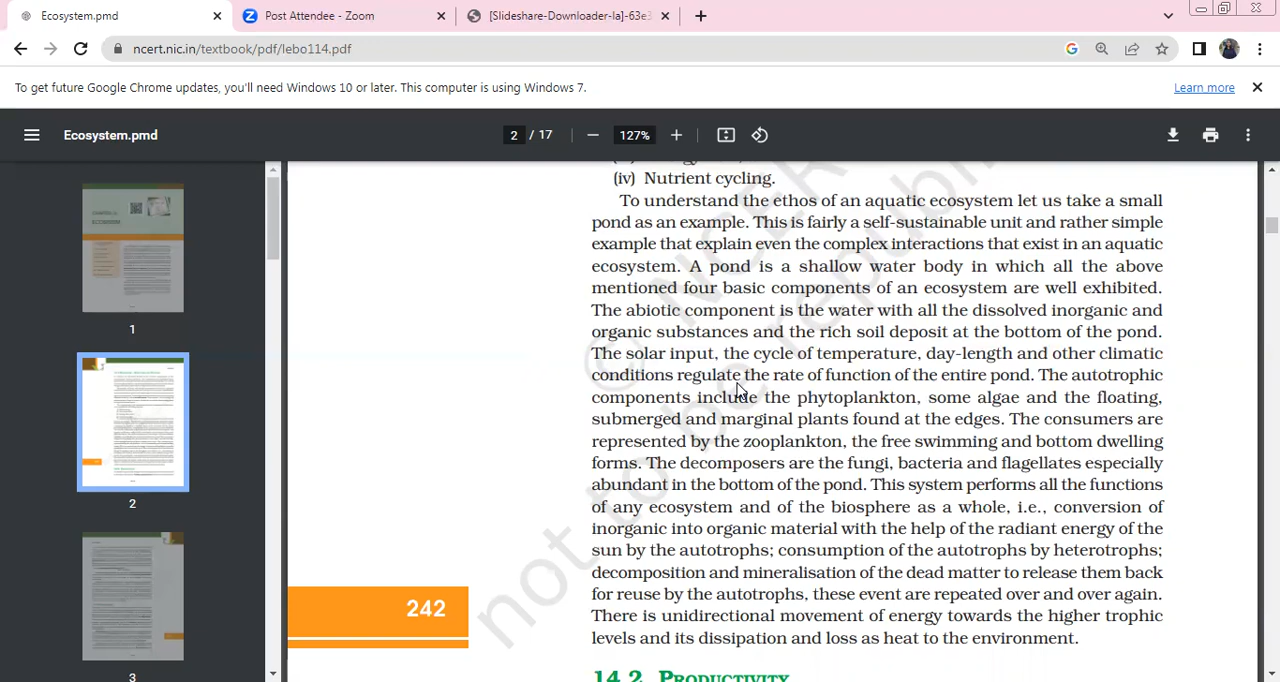 Ecosystem.pmd
Post Attendee - Zoom
[Slideshare-Downloader-la]-63e3
ncert.nic.in/textbook/pdf/lebo114.pdf
To get future Google Chrome updates, you'll need Windows 10 or later. This computer is using Windows 7.
Learn more
Ecosystem.pmd
2 / 17
127%
1
2
3
(iv) Nutrient cycling.
To understand the ethos of an aquatic ecosystem let us take a small
pond as an example. This is fairly a self-sustainable unit and rather simple
example that explain even the complex interactions that exist in an aquatic
ecosystem. A pond is a shallow water body in which all the above
mentioned four basic components of an ecosystem are well exhibited.
The abiotic component is the water with all the dissolved inorganic and
organic substances and the rich soil deposit at the bottom of the pond.
The solar input, the cycle of temperature, day-length and other climatic
conditions regulate the rate of function of the entire pond. The autotrophic
components include the phytoplankton, some algae and the floating,
submerged and marginal plants found at the edges. The consumers are
represented by the zooplankton, the free swimming and bottom dwelling
forms. The decomposers are the fungi, bacteria and flagellates especially
abundant in the bottom of the pond. This system performs all the functions
of any ecosystem and of the biosphere as a whole, i.e., conversion of
inorganic into organic material with the help of the radiant energy of the
sun by the autotrophs; consumption of the autotrophs by heterotrophs;
decomposition and mineralisation of the dead matter to release them back
for reuse by the autotrophs, these event are repeated over and over again.
There is unidirectional movement of energy towards the higher trophic
levels and its dissipation and loss as heat to the environment.
242
14.2 PRODUCTIVITY
© NCERT
not to be republi